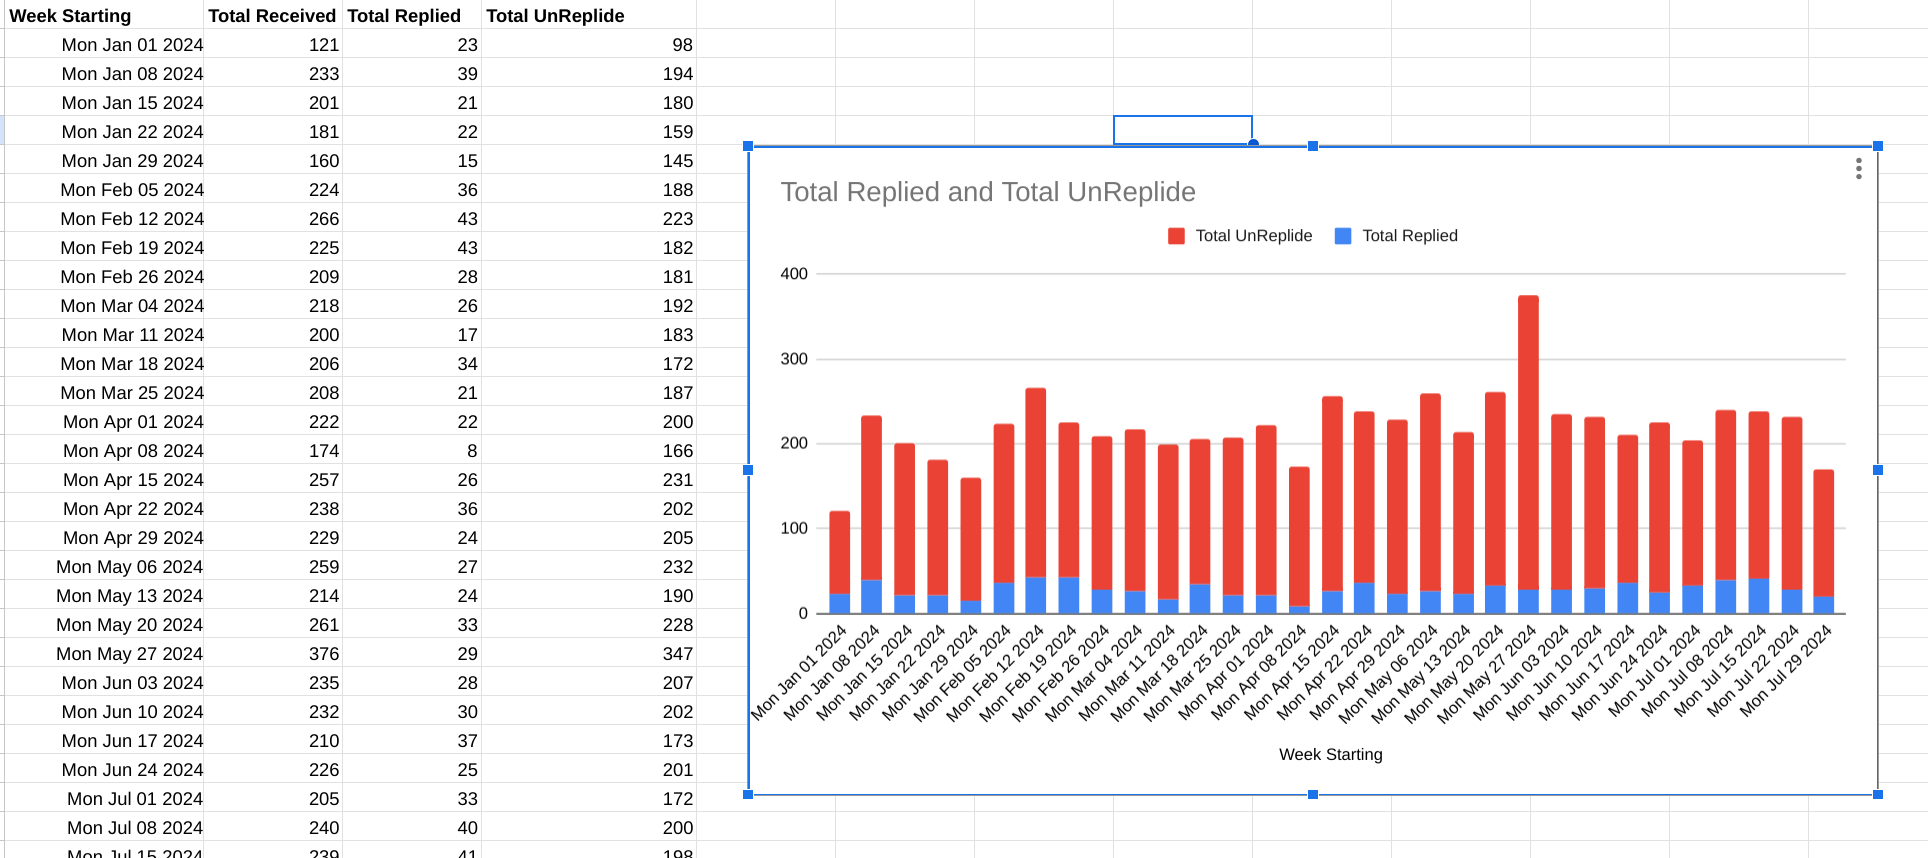 Week Starting Total Received Total Replied Total UnReplide
Mon Jan 01 2024 121 23 98
Mon Jan 08 2024 233 39 194
Mon Jan 15 2024 201 21 180
Mon Jan 22 2024 181 22 159
Mon Jan 29 2024 160 15 145
Mon Feb 05 2024 224 36 188
Mon Feb 12 2024 266 43 223
Mon Feb 19 2024 225 43 182
Mon Feb 26 2024 209 28 181
Mon Mar 04 2024 218 26 192
Mon Mar 11 2024 200 17 183
Mon Mar 18 2024 206 34 172
Mon Mar 25 2024 208 21 187
Mon Apr 01 2024 222 22 200
Mon Apr 08 2024 174 8 166
Mon Apr 15 2024 257 26 231
Mon Apr 22 2024 238 36 202
Mon Apr 29 2024 229 24 205
Mon May 06 2024 259 27 232
Mon May 13 2024 214 24 190
Mon May 20 2024 261 33 228
Mon May 27 2024 376 29 347
Mon Jun 03 2024 235 28 207
Mon Jun 10 2024 232 30 202
Mon Jun 17 2024 210 37 173
Mon Jun 24 2024 226 25 201
Mon Jul 01 2024 205 33 172
Mon Jul 08 2024 240 40 200
Mon Jul 15 2024 239 41 198
Total Replied and Total UnReplide
Total UnReplide Total Replied
400
300
200
100
0
Mon Jan 01 2024
Mon Jan 08 2024
Mon Jan 15 2024
Mon Jan 22 2024
Mon Jan 29 2024
Mon Feb 05 2024
Mon Feb 12 2024
Mon Feb 19 2024
Mon Feb 26 2024
Mon Mar 04 2024
Mon Mar 11 2024
Mon Mar 18 2024
Mon Mar 25 2024
Mon Apr 01 2024
Mon Apr 08 2024
Mon Apr 15 2024
Mon Apr 22 2024
Mon Apr 29 2024
Mon May 06 2024
Mon May 13 2024
Mon May 20 2024
Mon May 27 2024
Mon Jun 03 2024
Mon Jun 10 2024
Mon Jun 17 2024
Mon Jun 24 2024
Mon Jul 01 2024
Mon Jul 08 2024
Mon Jul 15 2024
Mon Jul 22 2024
Mon Jul 29 2024
Week Starting